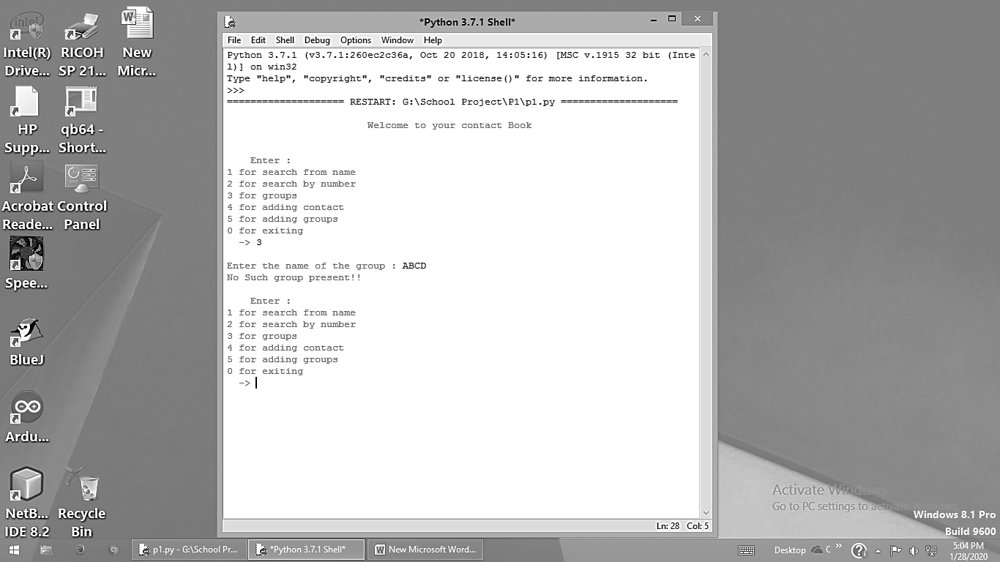 intel
Intel(R)
Drive...
RICOH
SP 21...
New
Micr...
HP
Supp...
qb64 -
Short...
Acrobat
Reade...
Control
Panel
Spee...
BlueJ
Ardu...
NetB...
IDE 8.2
Recycle
Bin
*Python 3.7.1 Shell*
File Edit Shell Debug Options Window Help
Python 3.7.1 (v3.7.1:260ec2c36a, Oct 20 2018, 14:05:16) [MSC v.1915 32 bit (Inte
l)] on win32
Type "help", "copyright", "credits" or "license()" for more information.
>>>
==================== RESTART: G:\School Project\P1\p1.py ====================
Welcome to your contact Book
Enter :
1 for search from name
2 for search by number
3 for groups
4 for adding contact
5 for adding groups
0 for exiting
-> 3
Enter the name of the group : ABCD
No Such group present!!
Enter :
1 for search from name
2 for search by number
3 for groups
4 for adding contact
5 for adding groups
0 for exiting
->
Ln: 28 Col: 5
Activate Windows
Go to PC settings to activate Windows.
Windows 8.1 Pro
Build 9600
p1.py - G:\School Pr...
*Python 3.7.1 Shell*
New Microsoft Word...
Desktop
C
5:04 PM
1/28/2020